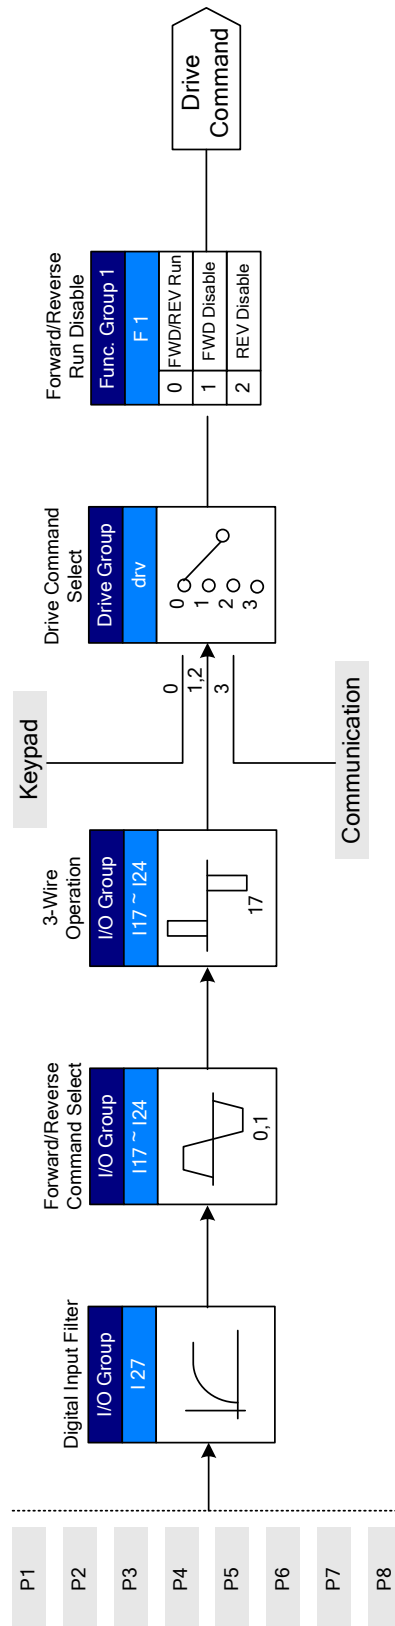 P1
P2
P3
P4
P5
P6
P7
P8
Digital Input Filter
I/O Group
I 27
Forward/Reverse
Command Select
I/O Group
I17 ~ I24
0,1
3-Wire
Operation
I/O Group
I17 ~ I24
17
Keypad
Communication
0
1,2
3
Drive Command
Select
Drive Group
drv
0
1
2
3
Forward/Reverse
Run Disable
Func. Group 1
F 1
0 FWD/REV Run
1 FWD Disable
2 REV Disable
Drive
Command